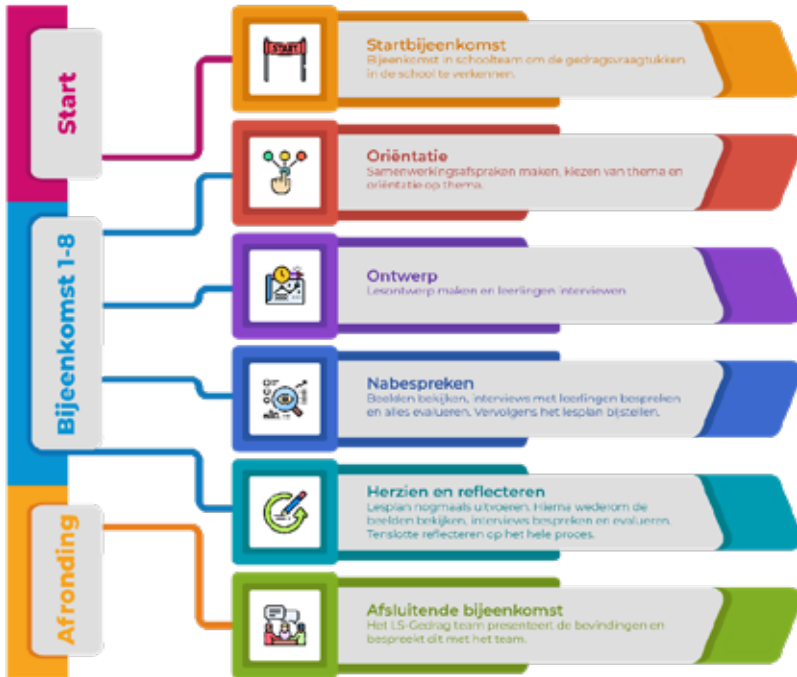 Start
START
Startbijeenkomst
Bijeenkomst in schoolteam om de gedragsvraagtukken
in de school te verkennen.
Bijeenkomst 1-8
Oriëntatie
Samenwerkingsafspraken maken, kiezen van thema en
oriëntatie op thema.
Ontwerp
Lesontwerp maken en leerlingen interviewen
Nabespreken
Beelden bekijken, interviews met leerlingen bespreken
en alles evalueren. Vervolgens het lesplan bijstellen.
Herzien en reflecteren
Lesplan nogmaals uitvoeren. Hierna wederom de
beelden bekijken, interviews bespreken en evalueren.
Tenslotte reflecteren op het hele proces.
Afronding
Afsluitende bijeenkomst
Het LS-Gedrag team presenteert de bevindingen en
bespreekt dit met het team.